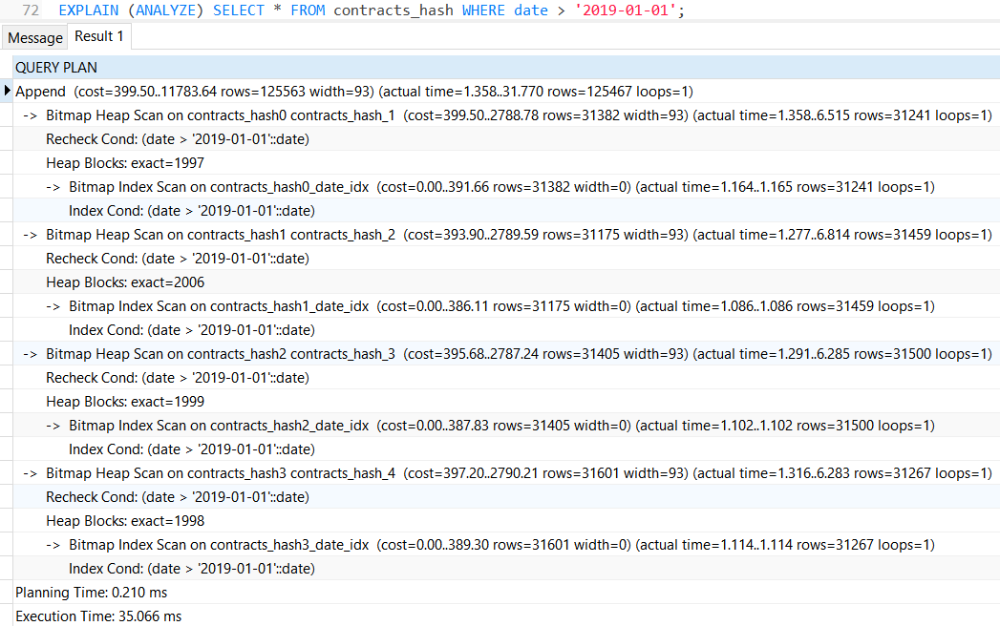 72 EXPLAIN (ANALYZE) SELECT * FROM contracts_hash WHERE date > '2019-01-01';
Message Result 1
QUERY PLAN
Append (cost=399.50..11783.64 rows=125563 width=93) (actual time=1.358..31.770 rows=125467 loops=1)
-> Bitmap Heap Scan on contracts_hash0 contracts_hash_1 (cost=399.50..2788.78 rows=31382 width=93) (actual time=1.358..6.515 rows=31241 loops=1)
Recheck Cond: (date > '2019-01-01'::date)
Heap Blocks: exact=1997
-> Bitmap Index Scan on contracts_hash0_date_idx (cost=0.00..391.66 rows=31382 width=0) (actual time=1.164..1.165 rows=31241 loops=1)
Index Cond: (date > '2019-01-01'::date)
-> Bitmap Heap Scan on contracts_hash1 contracts_hash_2 (cost=393.90..2789.59 rows=31175 width=93) (actual time=1.277..6.814 rows=31459 loops=1)
Recheck Cond: (date > '2019-01-01'::date)
Heap Blocks: exact=2006
-> Bitmap Index Scan on contracts_hash1_date_idx (cost=0.00..386.11 rows=31175 width=0) (actual time=1.086..1.086 rows=31459 loops=1)
Index Cond: (date > '2019-01-01'::date)
-> Bitmap Heap Scan on contracts_hash2 contracts_hash_3 (cost=395.68..2787.24 rows=31405 width=93) (actual time=1.291..6.285 rows=31500 loops=1)
Recheck Cond: (date > '2019-01-01'::date)
Heap Blocks: exact=1999
-> Bitmap Index Scan on contracts_hash2_date_idx (cost=0.00..387.83 rows=31405 width=0) (actual time=1.102..1.102 rows=31500 loops=1)
Index Cond: (date > '2019-01-01'::date)
-> Bitmap Heap Scan on contracts_hash3 contracts_hash_4 (cost=397.20..2790.21 rows=31601 width=93) (actual time=1.316..6.283 rows=31267 loops=1)
Recheck Cond: (date > '2019-01-01'::date)
Heap Blocks: exact=1998
-> Bitmap Index Scan on contracts_hash3_date_idx (cost=0.00..389.30 rows=31601 width=0) (actual time=1.114..1.114 rows=31267 loops=1)
Index Cond: (date > '2019-01-01'::date)
Planning Time: 0.210 ms
Execution Time: 35.066 ms